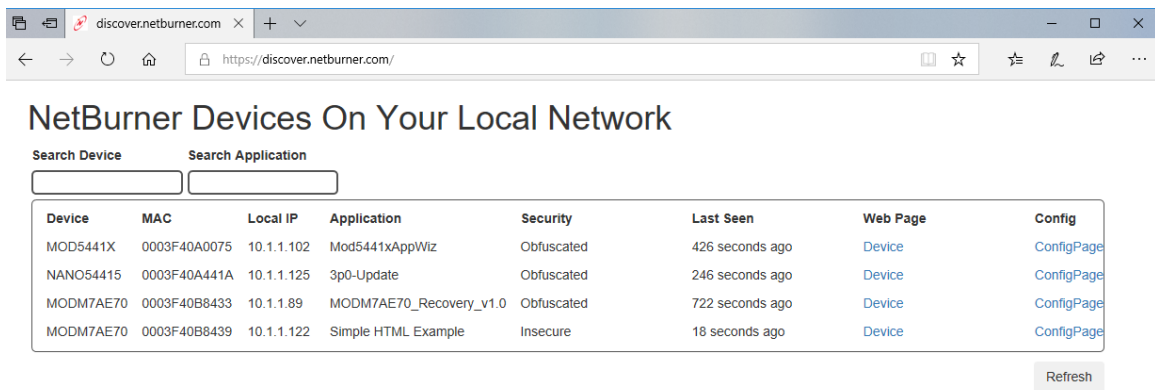 discover.netburner.com
https://discover.netburner.com/
NetBurner Devices On Your Local Network
Search Device Search Application
Device MAC Local IP Application Security Last Seen Web Page Config
MOD5441X 0003F40A0075 10.1.1.102 Mod5441xAppWiz Obfuscated 426 seconds ago Device ConfigPage
NANO54415 0003F40A441A 10.1.1.125 3p0-Update Obfuscated 246 seconds ago Device ConfigPage
MODM7AE70 0003F40B8433 10.1.1.89 MODM7AE70_Recovery_v1.0 Obfuscated 722 seconds ago Device ConfigPage
MODM7AE70 0003F40B8439 10.1.1.122 Simple HTML Example Insecure 18 seconds ago Device ConfigPage
Refresh